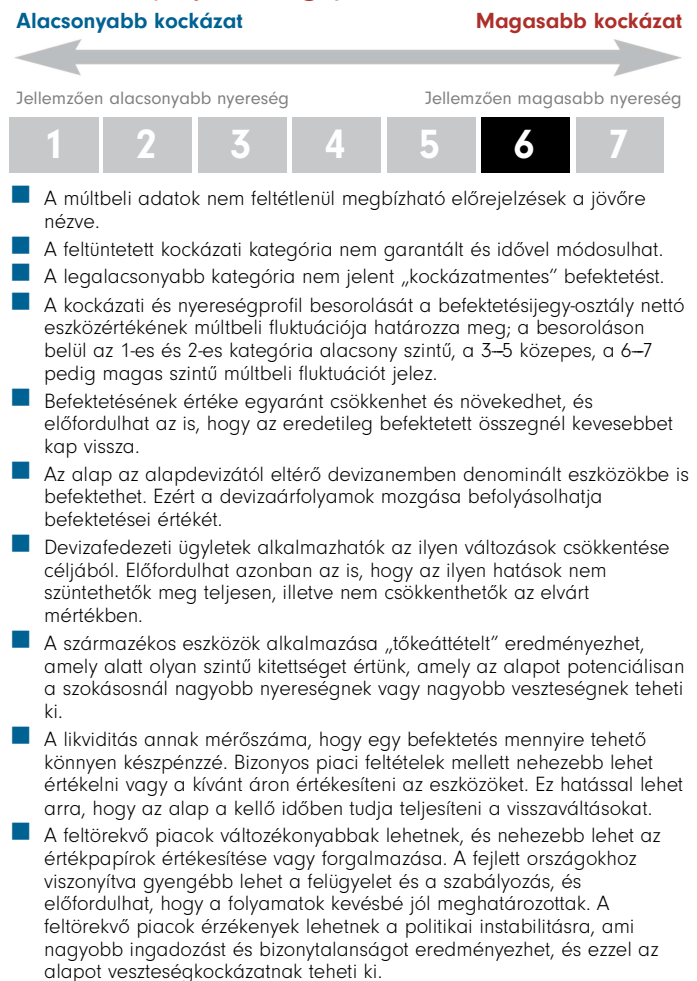 Alacsonyabb kockázat Magasabb kockázat
Jellemzően alacsonyabb nyereség Jellemzően magasabb nyereség
1 2 3 4 5 6 7
A múltbeli adatok nem feltétlenül megbízható előrejelzések a jövőre
nézve.
A feltüntetett kockázati kategória nem garantált és idővel módosulhat.
A legalacsonyabb kategória nem jelent „kockázatmentes” befektetést.
A kockázati és nyereségprofil besorolását a befektetésijegy-osztály nettó
eszközértékének múltbeli fluktuációja határozza meg; a besoroláson
belül az 1-es és 2-es kategória alacsony szintű, a 3–5 közepes, a 6–7
pedig magas szintű múltbeli fluktuációt jelez.
Befektetésének értéke egyaránt csökkenhet és növekedhet, és
előfordulhat az is, hogy az eredetileg befektetett összegnél kevesebbet
kap vissza.
Az alap az alapdevizától eltérő devizanemben denominált eszközökbe is
befektethet. Ezért a devizaárfolyamok mozgása befolyásolhatja
befektetései értékét.
Devizafedezeti ügyletek alkalmazhatók az ilyen változások csökkentése
céljából. Előfordulhat azonban az is, hogy az ilyen hatások nem
szüntethetők meg teljesen, illetve nem csökkenthetők az elvárt
mértékben.
A származékos eszközök alkalmazása „tőkeáttételt” eredményezhet,
amely alatt olyan szintű kitettséget értünk, amely az alapot potenciálisan
a szokásosnál nagyobb nyereségnek vagy nagyobb veszteségnek teheti
ki.
A likviditás annak mérőszáma, hogy egy befektetés mennyire tehető
könnyen készpénzzé. Bizonyos piaci feltételek mellett nehezebb lehet
értékelni vagy a kívánt áron értékesíteni az eszközöket. Ez hatással lehet
arra, hogy az alap a kellő időben tudja teljesíteni a visszaváltásokat.
A feltörekvő piacok változékonyabbak lehetnek, és nehezebb lehet az
értékpapírok értékesítése vagy forgalmazása. A fejlett országokhoz
viszonyítva gyengébb lehet a felügyelet és a szabályozás, és
előfordulhat, hogy a folyamatok kevésbé jól meghatározottak. A
feltörekvő piacok érzékenyek lehetnek a politikai instabilitásra, ami
nagyobb ingadozást és bizonytalanságot eredményezhet, és ezzel az
alapot veszteségkockázatnak teheti ki.